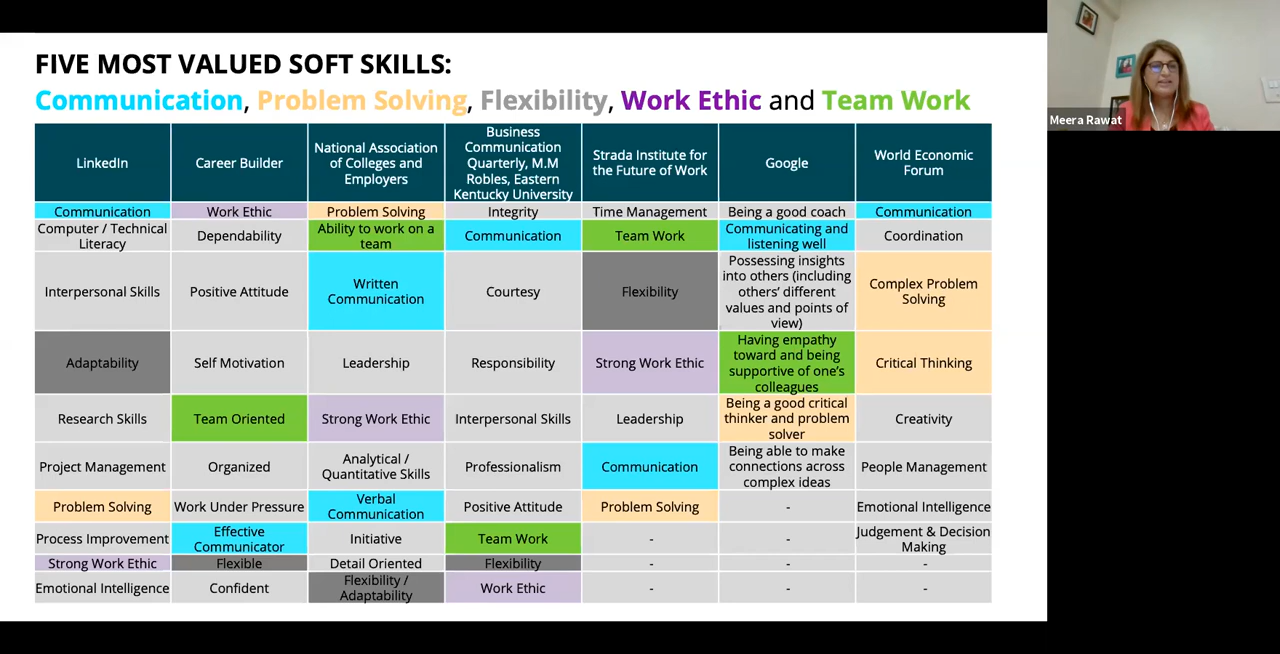 FIVE MOST VALUED SOFT SKILLS:
Communication, Problem Solving, Flexibility, Work Ethic and Team Work
Meera Rawat
LinkedIn
Career Builder
National Association
of Colleges and
Employers
Business
Communication
Quarterly, M.M
Robles, Eastern
Kentucky University
Strada Institute for
the Future of Work
Google
World Economic
Forum
Communication
Work Ethic
Problem Solving
Integrity
Time Management
Being a good coach
Communication
Computer / Technical
Literacy
Dependability
Ability to work on a
team
Communication
Team Work
Communicating and
listening well
Coordination
Interpersonal Skills
Positive Attitude
Written
Communication
Courtesy
Flexibility
Possessing insights
into others (including
others’ different
values and points of
view)
Complex Problem
Solving
Adaptability
Self Motivation
Leadership
Responsibility
Strong Work Ethic
Having empathy
toward and being
supportive of one’s
colleagues
Critical Thinking
Research Skills
Team Oriented
Strong Work Ethic
Interpersonal Skills
Leadership
Being a good critical
thinker and problem
solver
Creativity
Project Management
Organized
Analytical /
Quantitative Skills
Professionalism
Communication
Being able to make
connections across
complex ideas
People Management
Problem Solving
Work Under Pressure
Verbal
Communication
Positive Attitude
Problem Solving
-
Emotional Intelligence
Process Improvement
Effective
Communicator
Initiative
Team Work
-
-
Judgement & Decision
Making
Strong Work Ethic
Flexible
Detail Oriented
Flexibility
-
-
-
Emotional Intelligence
Confident
Flexibility /
Adaptability
Work Ethic
-
-
-